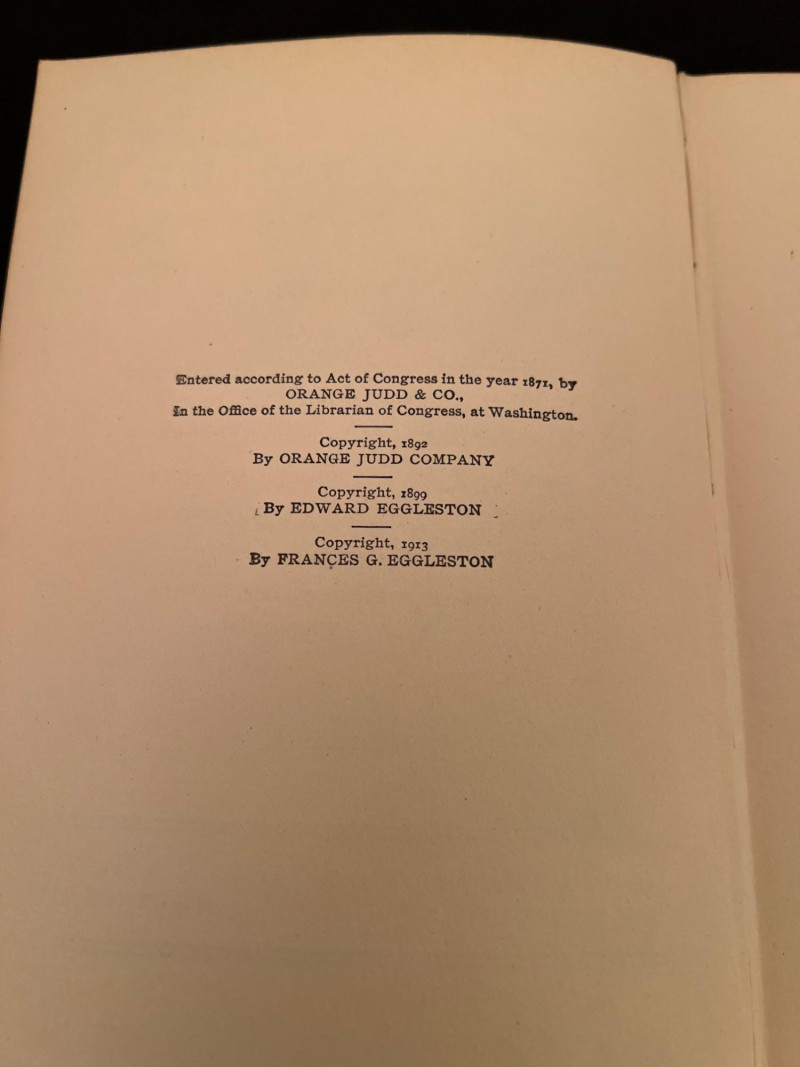 Entered according to Act of Congress in the year 1871, by
ORANGE JUDD & CO.,
In the Office of the Librarian of Congress, at Washington.
Copyright, 1892
By ORANGE JUDD COMPANY
Copyright, 1899
By EDWARD EGGLESTON
Copyright, 1913
By FRANCES G. EGGLESTON